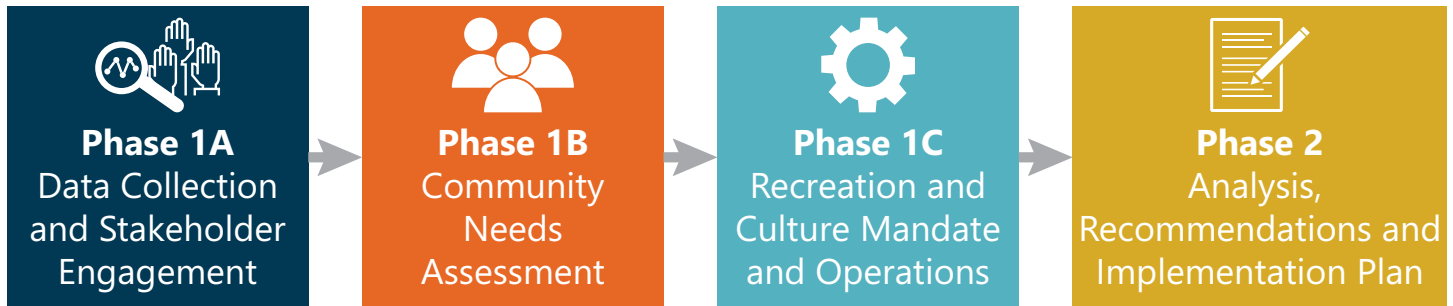 Phase 1A
Data Collection
and Stakeholder
Engagement
Phase 1B
Community
Needs
Assessment
Phase 1C
Recreation and
Culture Mandate
and Operations
Phase 2
Analysis,
Recommendations and
Implementation Plan